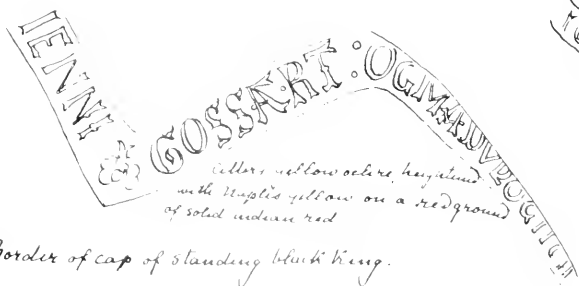 IENNI GOSSART : OGM
letters yellow ochre, heightened
with Naples yellow on a red ground
of solid indian red
Border of cap of standing black king.